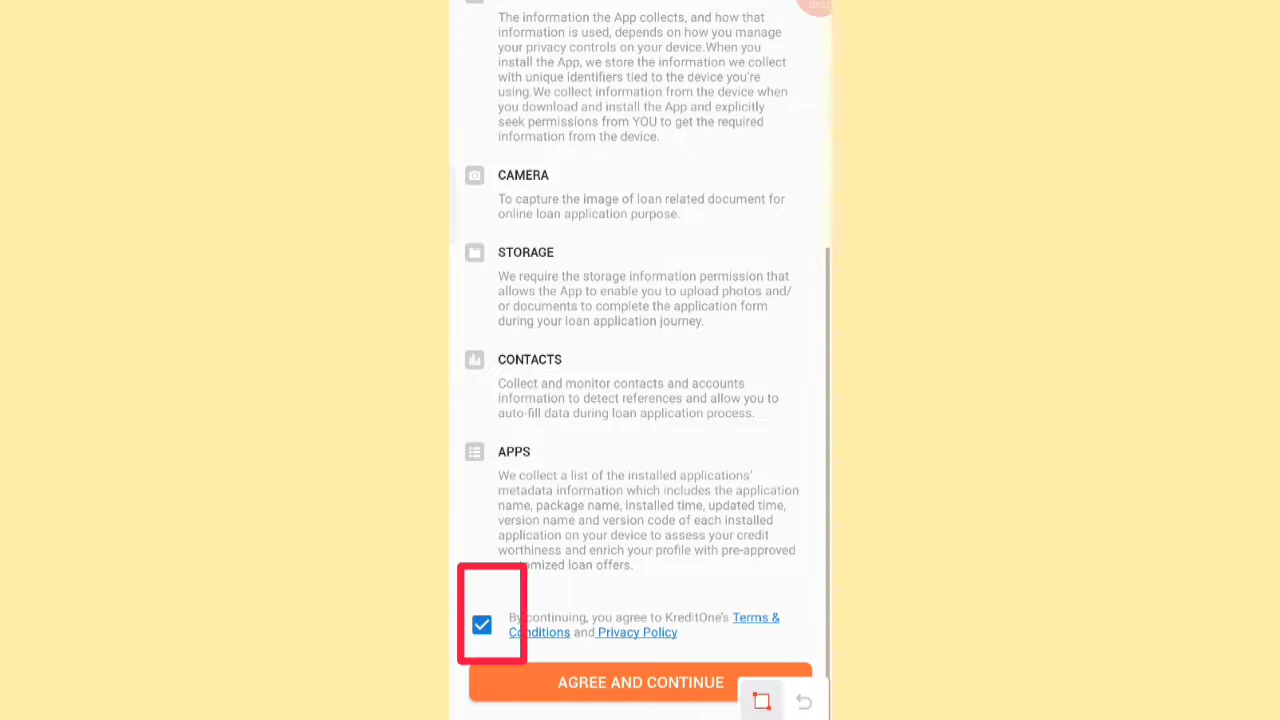 The information the App collects, and how that
information is used, depends on how you manage
your privacy controls on your device.When you
install the App, we store the information we collect
with unique identifiers tied to the device you're
using.We collect information from the device when
you download and install the App and explicitly
seek permissions from YOU to get the required
information from the device.
CAMERA
To capture the image of loan related document for
online loan application purpose.
STORAGE
We require the storage information permission that
allows the App to enable you to upload photos and/
or documents to complete the application form
during your loan application journey.
CONTACTS
Collect and monitor contacts and accounts
information to detect references and allow you to
auto-fill data during loan application process.
APPS
We collect a list of the installed applications'
metadata information which includes the application
name, package name, installed time, updated time,
version name and version code of each installed
application on your device to assess your credit
worthiness and enrich your profile with pre-approved
loan offers.
By continuing, you agree to KreditOne's Terms &
Conditions and Privacy Policy
AGREE AND CONTINUE